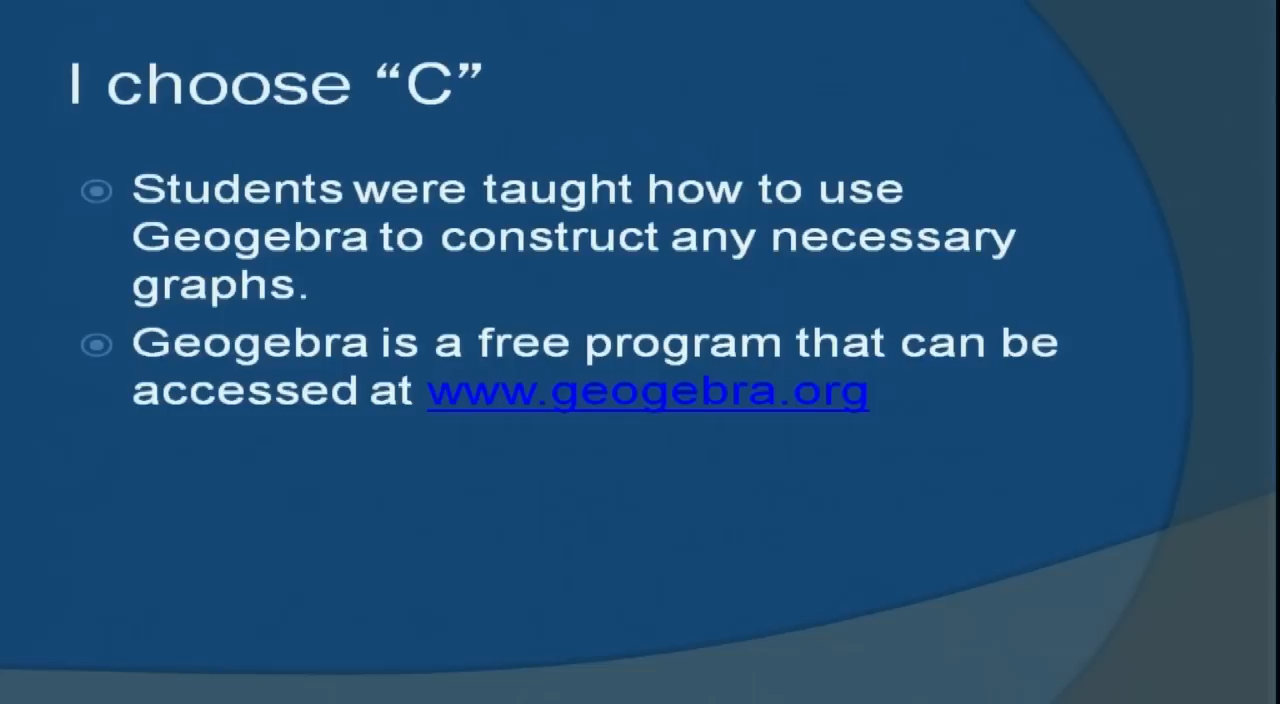 I choose “C”
Students were taught how to use
Geogebra to construct any necessary
graphs.
Geogebra is a free program that can be
accessed at www.geogebra.org